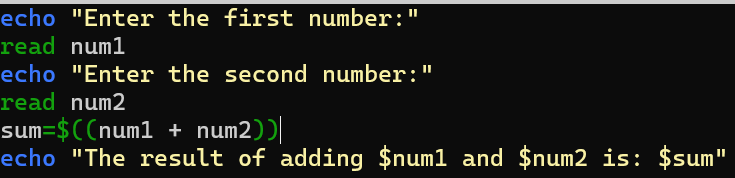 echo "Enter the first number:"
read num1
echo "Enter the second number:"
read num2
sum=$((num1 + num2))
echo "The result of adding $num1 and $num2 is: $sum"